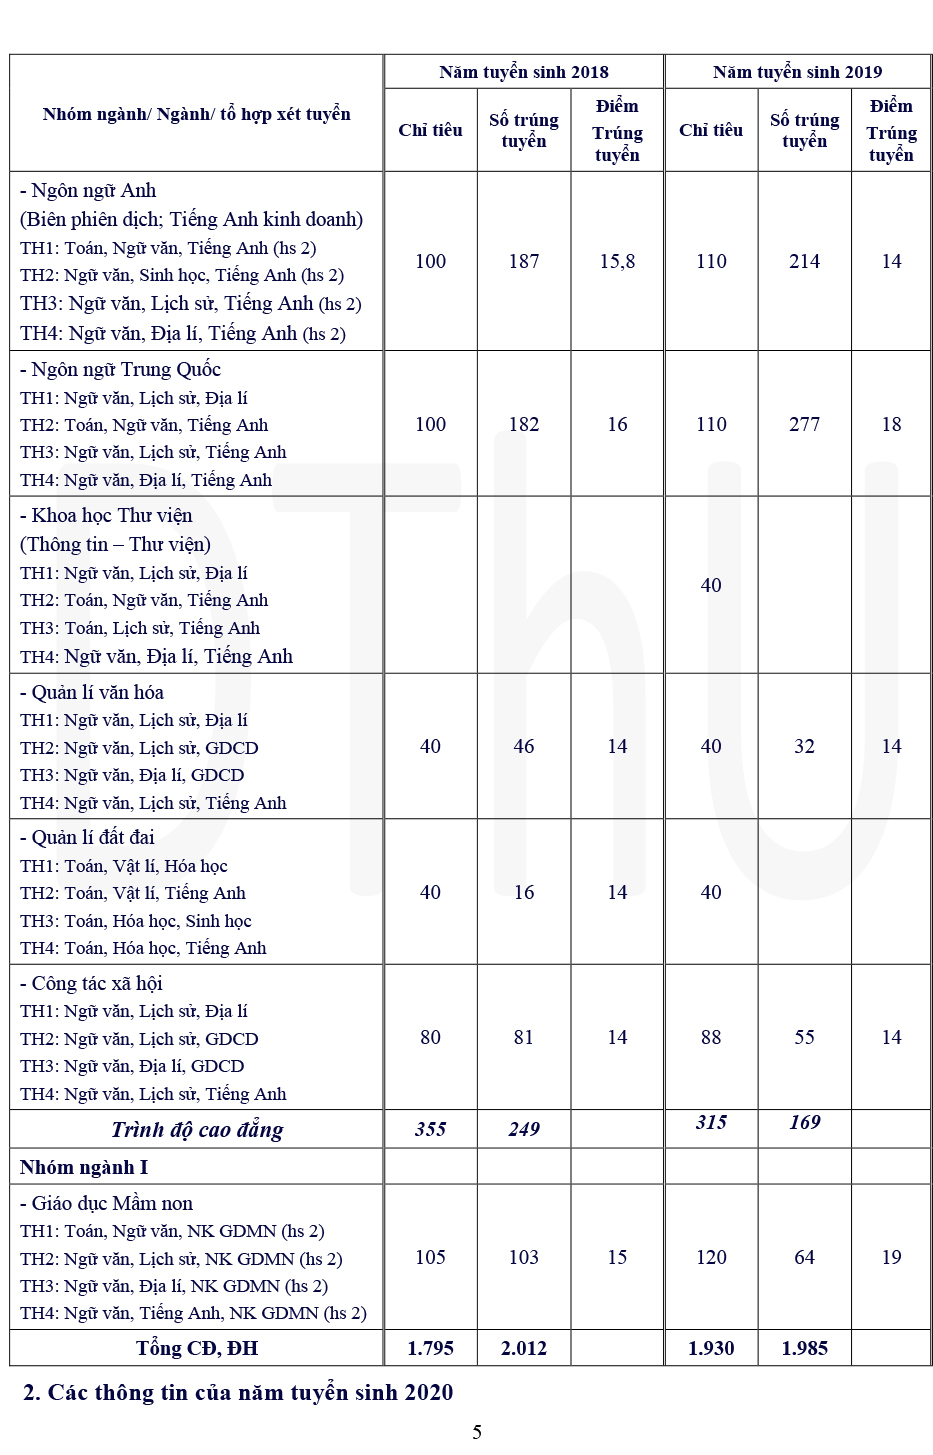 Nhóm ngành/ Ngành/ tổ hợp xét tuyển
Năm tuyển sinh 2018
Năm tuyển sinh 2019
Chỉ tiêu
Số trúng
tuyển
Điểm
Trúng
tuyển
Chỉ tiêu
Số trúng
tuyển
Điểm
Trúng
tuyển
- Ngôn ngữ Anh
(Biên phiên dịch; Tiếng Anh kinh doanh)
TH1: Toán, Ngữ văn, Tiếng Anh (hs 2)
TH2: Ngữ văn, Sinh học, Tiếng Anh (hs 2)
TH3: Ngữ văn, Lịch sử, Tiếng Anh (hs 2)
TH4: Ngữ văn, Địa lí, Tiếng Anh (hs 2)
100 187 15,8 110 214 14
- Ngôn ngữ Trung Quốc
TH1: Ngữ văn, Lịch sử, Địa lí
TH2: Toán, Ngữ văn, Tiếng Anh
TH3: Ngữ văn, Lịch sử, Tiếng Anh
TH4: Ngữ văn, Địa lí, Tiếng Anh
100 182 16 110 277 18
- Khoa học Thư viện
(Thông tin – Thư viện)
TH1: Ngữ văn, Lịch sử, Địa lí
TH2: Toán, Ngữ văn, Tiếng Anh
TH3: Toán, Lịch sử, Tiếng Anh
TH4: Ngữ văn, Địa lí, Tiếng Anh
40
- Quản lí văn hóa
TH1: Ngữ văn, Lịch sử, Địa lí
TH2: Ngữ văn, Lịch sử, GDCD
TH3: Ngữ văn, Địa lí, GDCD
TH4: Ngữ văn, Lịch sử, Tiếng Anh
40 46 14 40 32 14
- Quản lí đất đai
TH1: Toán, Vật lí, Hóa học
TH2: Toán, Vật lí, Tiếng Anh
TH3: Toán, Hóa học, Sinh học
TH4: Toán, Hóa học, Tiếng Anh
40 16 14 40
- Công tác xã hội
TH1: Ngữ văn, Lịch sử, Địa lí
TH2: Ngữ văn, Lịch sử, GDCD
TH3: Ngữ văn, Địa lí, GDCD
TH4: Ngữ văn, Lịch sử, Tiếng Anh
80 81 14 88 55 14
Trình độ cao đẳng 355 249 315 169
Nhóm ngành I
- Giáo dục Mầm non
TH1: Toán, Ngữ văn, NK GDMN (hs 2)
TH2: Ngữ văn, Lịch sử, NK GDMN (hs 2)
TH3: Ngữ văn, Địa lí, NK GDMN (hs 2)
TH4: Ngữ văn, Tiếng Anh, NK GDMN (hs 2)
105 103 15 120 64 19
Tổng CĐ, ĐH 1.795 2.012 1.930 1.985
2. Các thông tin của năm tuyển sinh 2020
5
DThU